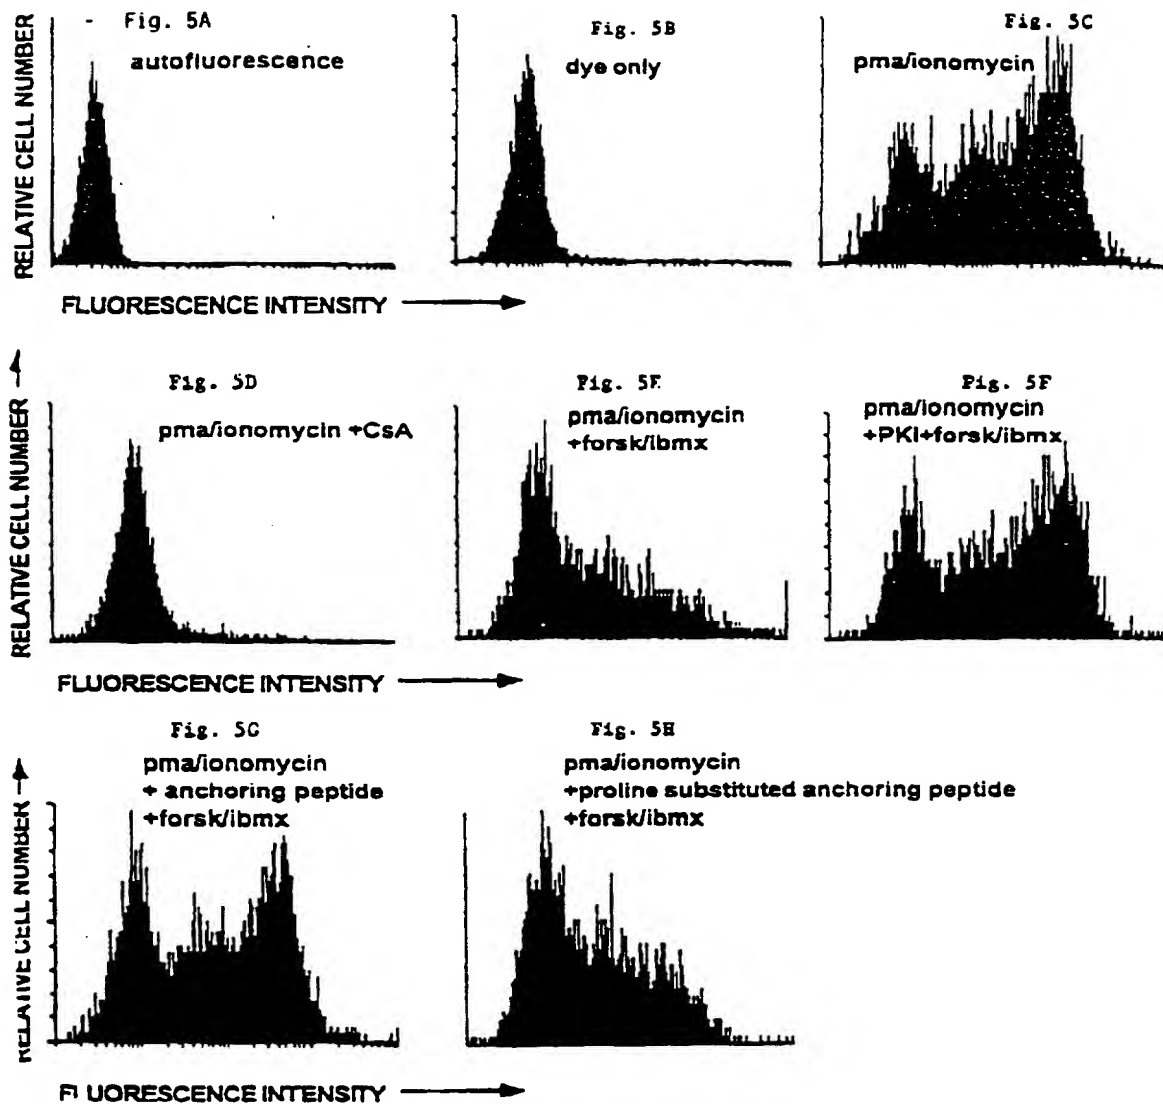 Fig. 5A
autofluorescence
Fig. 5B
dye only
Fig. 5C
pma/ionomycin
RELATIVE CELL NUMBER
FLUORESCENCE INTENSITY
Fig. 5D
pma/ionomycin +CsA
Fig. 5E
pma/ionomycin
+forsk/ibmx
Fig. 5F
pma/ionomycin
+PKI+forsk/ibmx
RELATIVE CELL NUMBER
FLUORESCENCE INTENSITY
Fig. 5G
pma/ionomycin
+ anchoring peptide
+forsk/ibmx
Fig. 5H
pma/ionomycin
+proline substituted anchoring peptide
+forsk/ibmx
RELATIVE CELL NUMBER
FLUORESCENCE INTENSITY